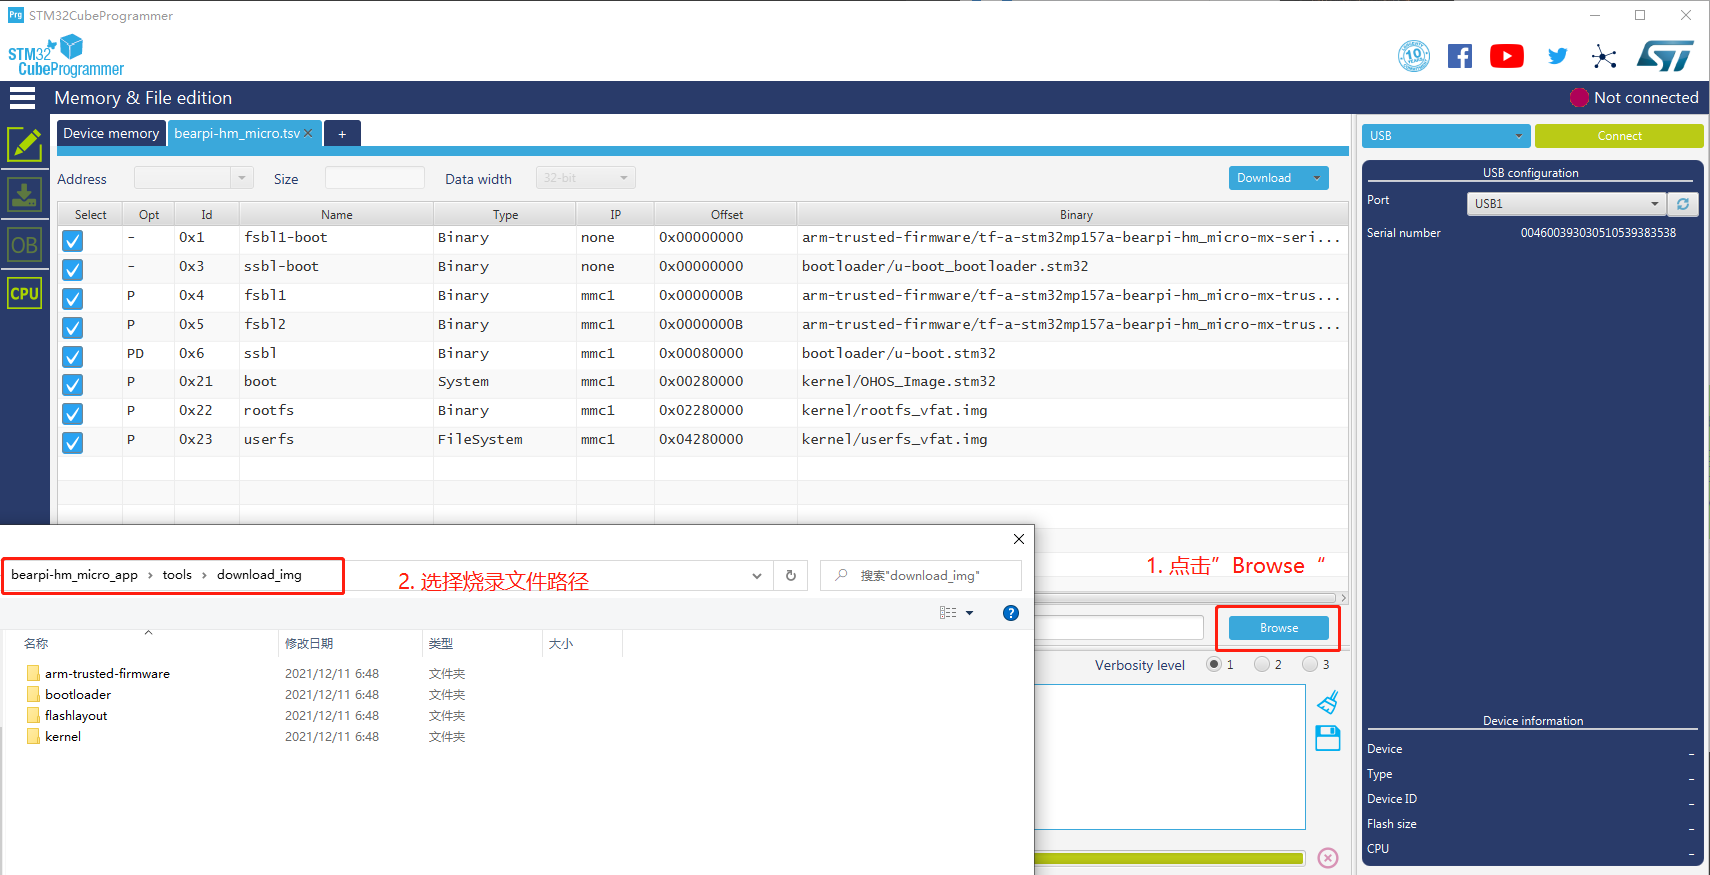 STM32CubeProgrammer
STM32
CubeProgrammer
10
Memory & File edition
Not connected
Device memory
bearpi-hm_micro.tsv
+
USB
Connect
Address
Size
Data width
32-bit
Download
USB configuration
Port
USB1
Serial number
004600393030510539383538
Select Opt Id Name Type IP Offset Binary
- 0x1 fsbl1-boot Binary none 0x00000000 arm-trusted-firmware/tf-a-stm32mp157a-bearpi-hm_micro-mx-seri...
- 0x3 ssbl-boot Binary none 0x00000000 bootloader/u-boot_bootloader.stm32
P 0x4 fsbl1 Binary mmc1 0x0000000B arm-trusted-firmware/tf-a-stm32mp157a-bearpi-hm_micro-mx-trus...
P 0x5 fsbl2 Binary mmc1 0x0000000B arm-trusted-firmware/tf-a-stm32mp157a-bearpi-hm_micro-mx-trus...
PD 0x6 ssbl Binary mmc1 0x00080000 bootloader/u-boot.stm32
P 0x21 boot System mmc1 0x00280000 kernel/OHOS_Image.stm32
P 0x22 rootfs Binary mmc1 0x02280000 kernel/rootfs_vfat.img
P 0x23 userfs FileSystem mmc1 0x04280000 kernel/userfs_vfat.img
OB
CPU
1. 点击”Browse“
bearpi-hm_micro_app › tools › download_img
2. 选择烧录文件路径
搜索"download_img"
Browse
名称 修改日期 类型 大小
Verbosity level 1 2 3
arm-trusted-firmware 2021/12/11 6:48 文件夹
bootloader 2021/12/11 6:48 文件夹
flashlayout 2021/12/11 6:48 文件夹
kernel 2021/12/11 6:48 文件夹
Device information
Device -
Type -
Device ID -
Flash size -
CPU -